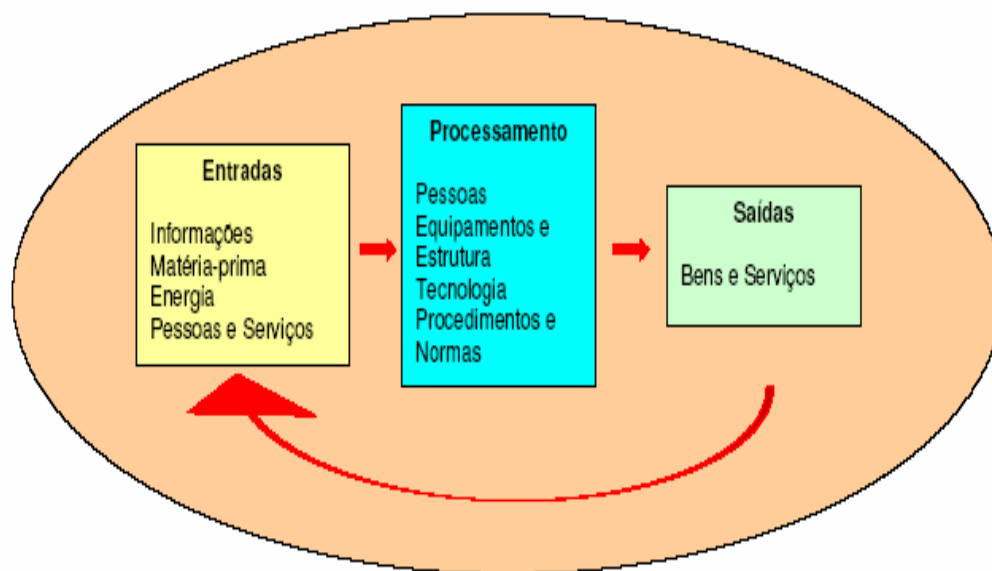 Entradas
Informações
Matéria-prima
Energia
Pessoas e Serviços
Processamento
Pessoas
Equipamentos e
Estrutura
Tecnologia
Procedimentos e
Normas
Saídas
Bens e Serviços